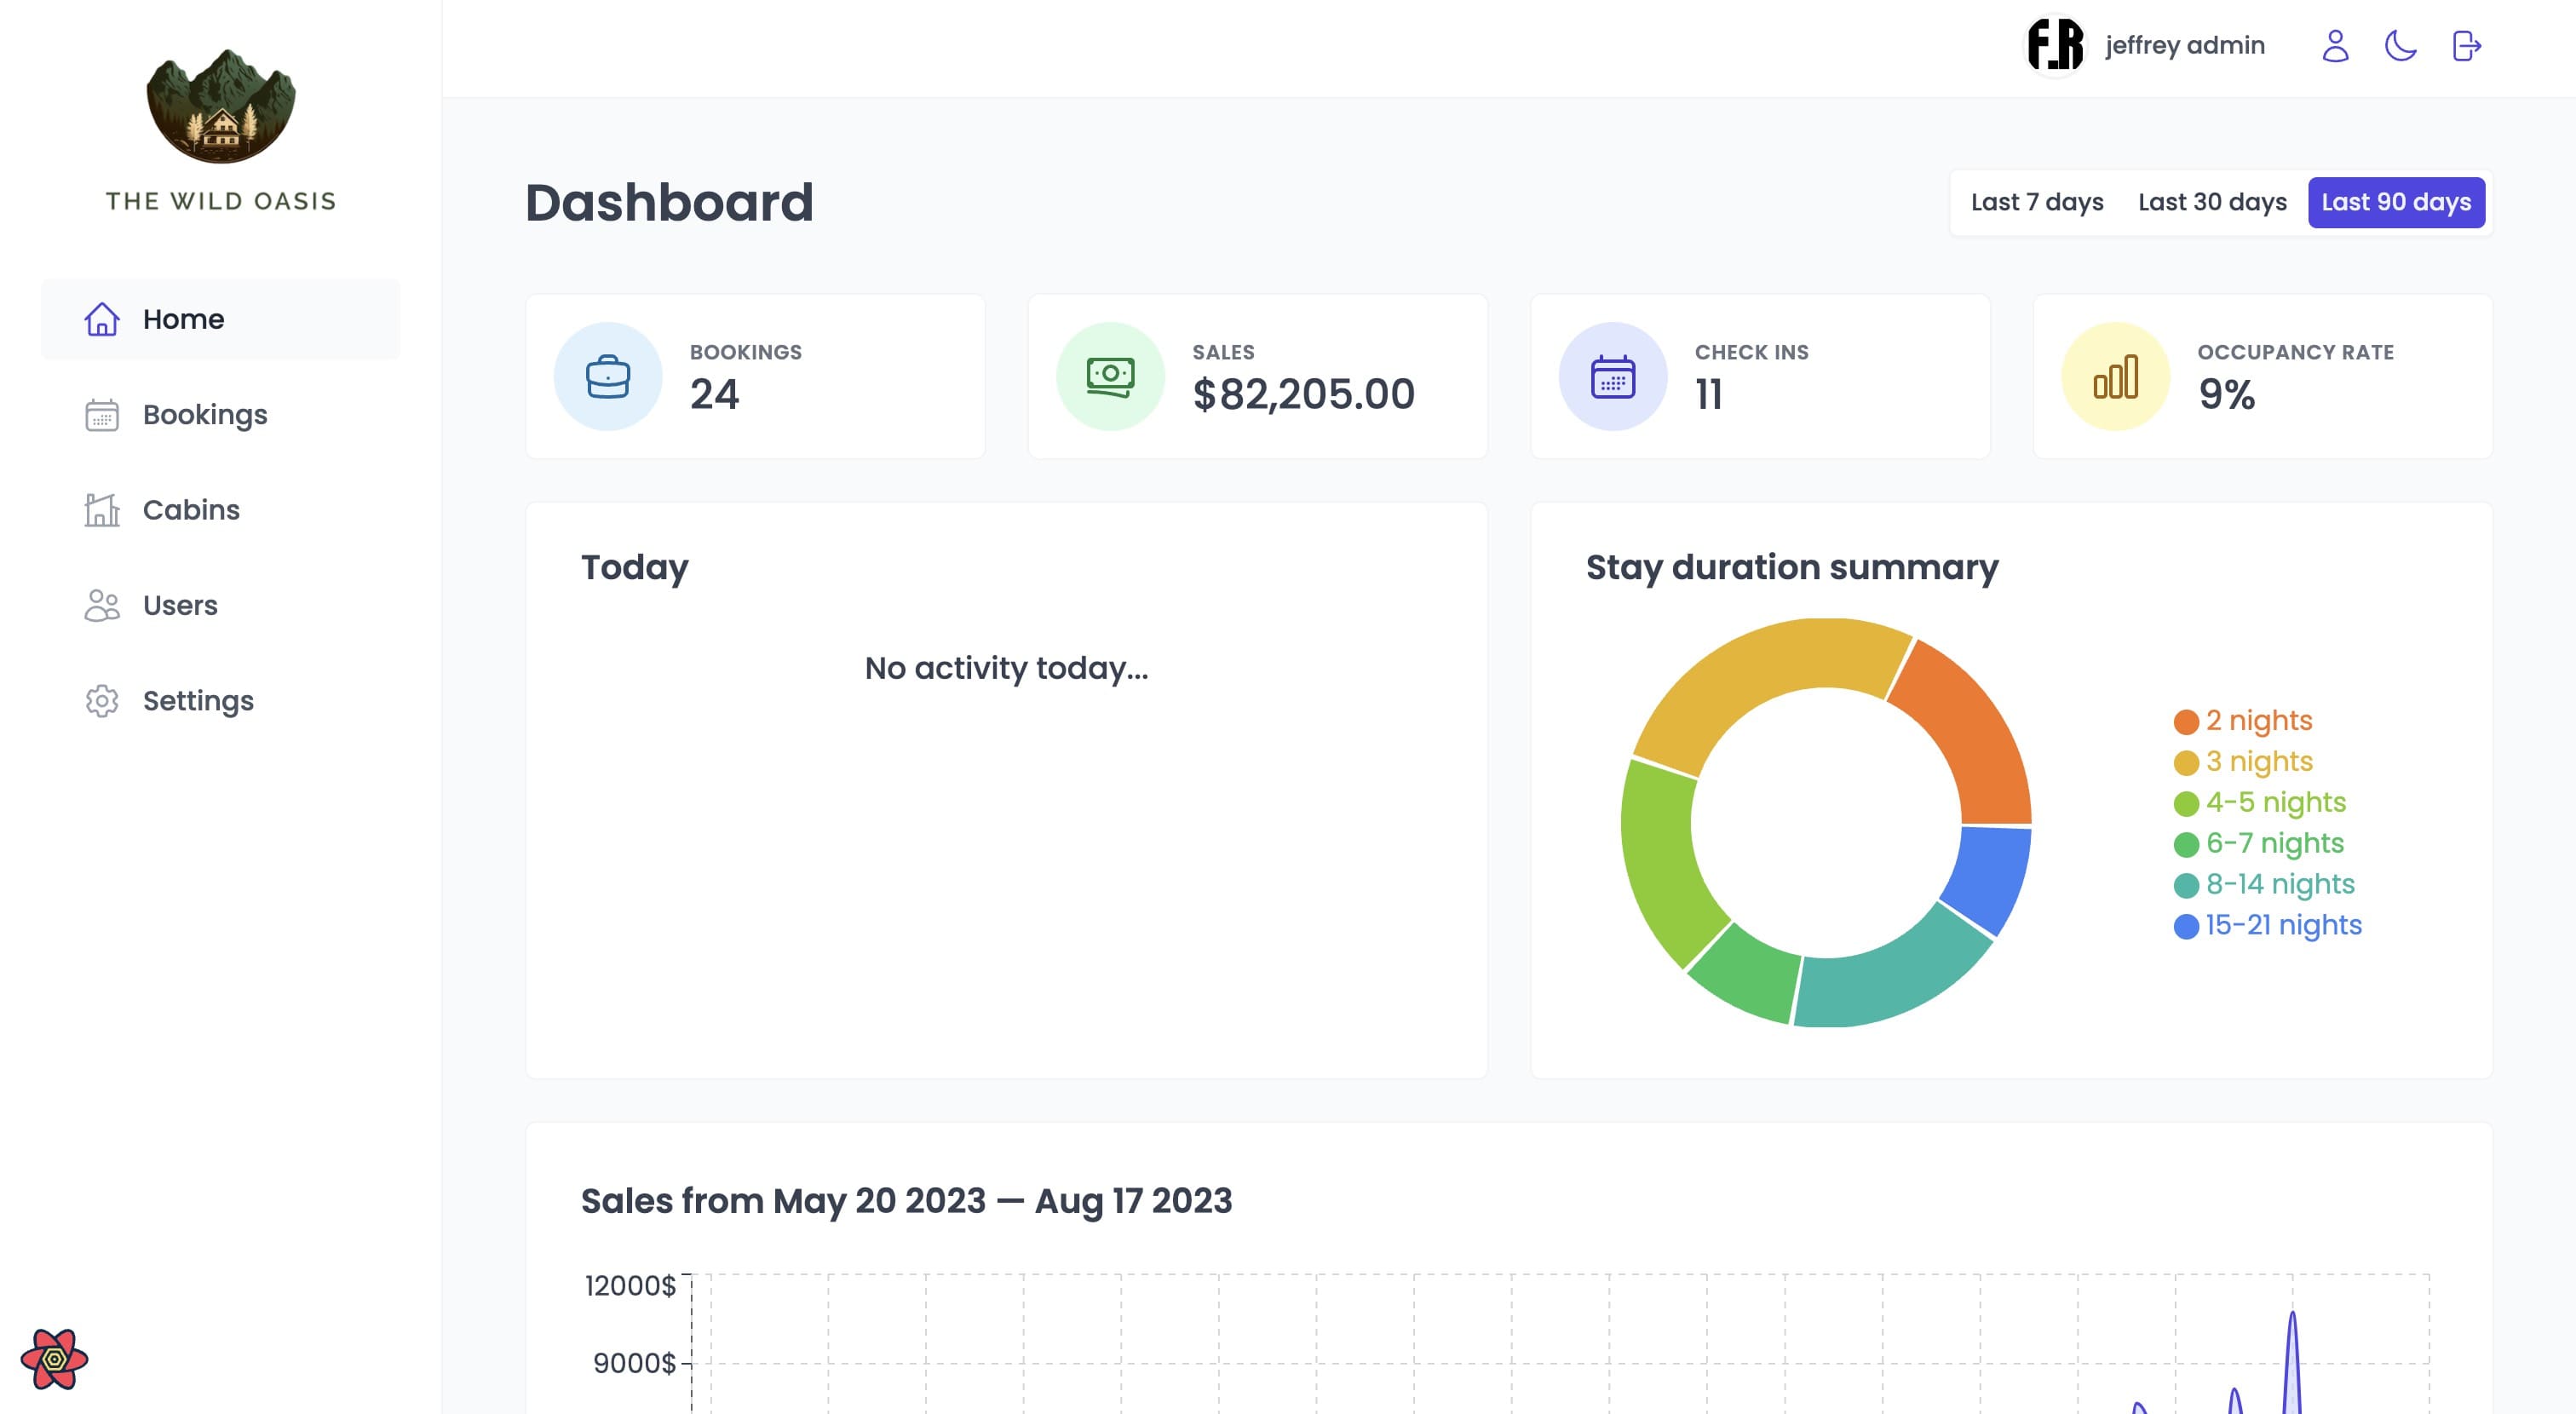 THE WILD OASIS
Home
Bookings
Cabins
Users
Settings
F_R jeffrey admin
Dashboard
Last 7 days Last 30 days Last 90 days
BOOKINGS
24
SALES
$82,205.00
CHECK INS
11
OCCUPANCY RATE
9%
Today
No activity today...
Stay duration summary
2 nights
3 nights
4-5 nights
6-7 nights
8-14 nights
15-21 nights
Sales from May 20 2023 — Aug 17 2023
12000$
9000$